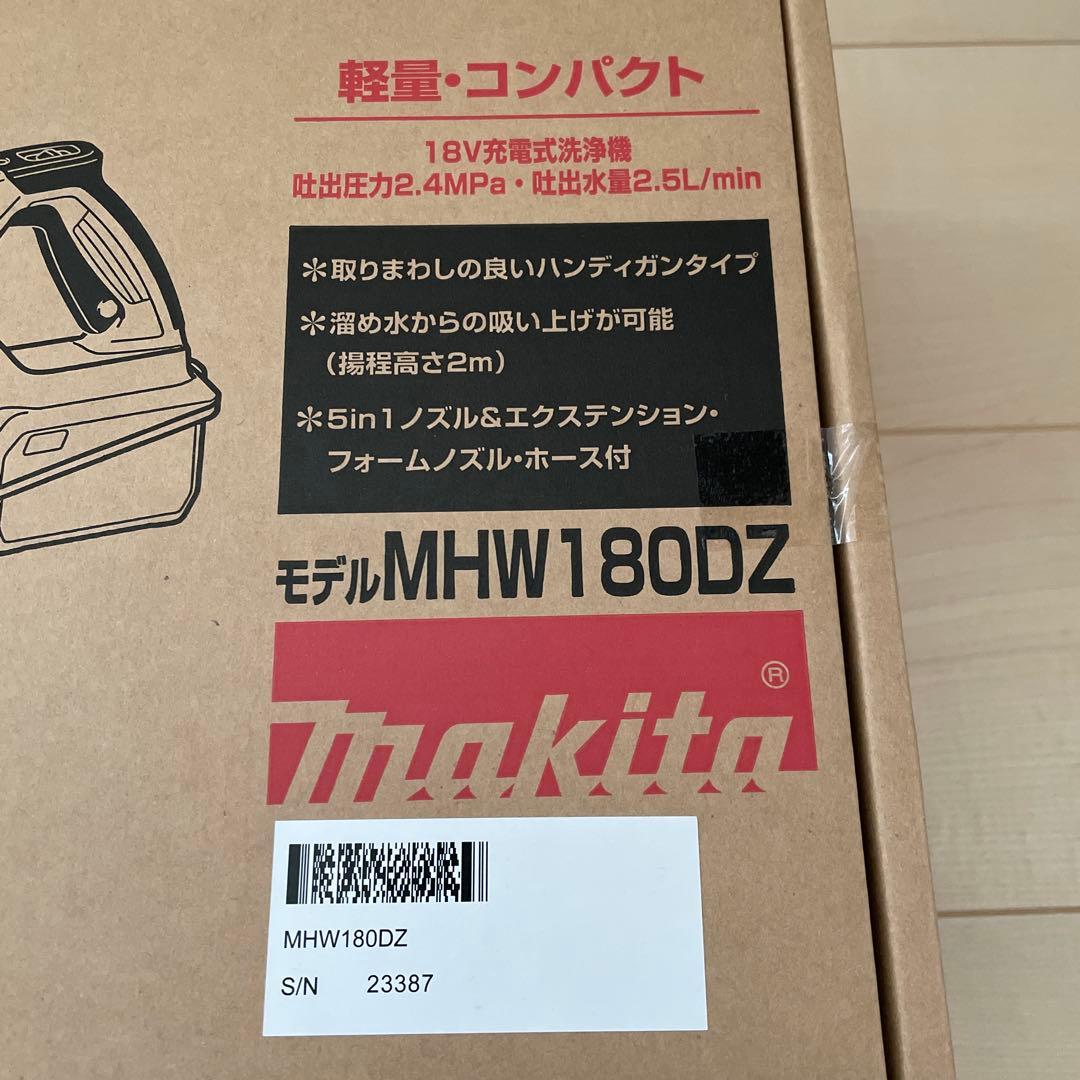 軽量・コンパクト
18V充電式洗浄機
吐出圧力2.4MPa・吐出水量2.5L/min
＊取りまわしの良いハンディガンタイプ
＊溜め水からの吸い上げが可能
（揚程高さ2m）
＊5in1ノズル&エクステンション・
フォームノズル・ホース付
モデルMHW180DZ
makita®
MHW180DZ
S/N 23387